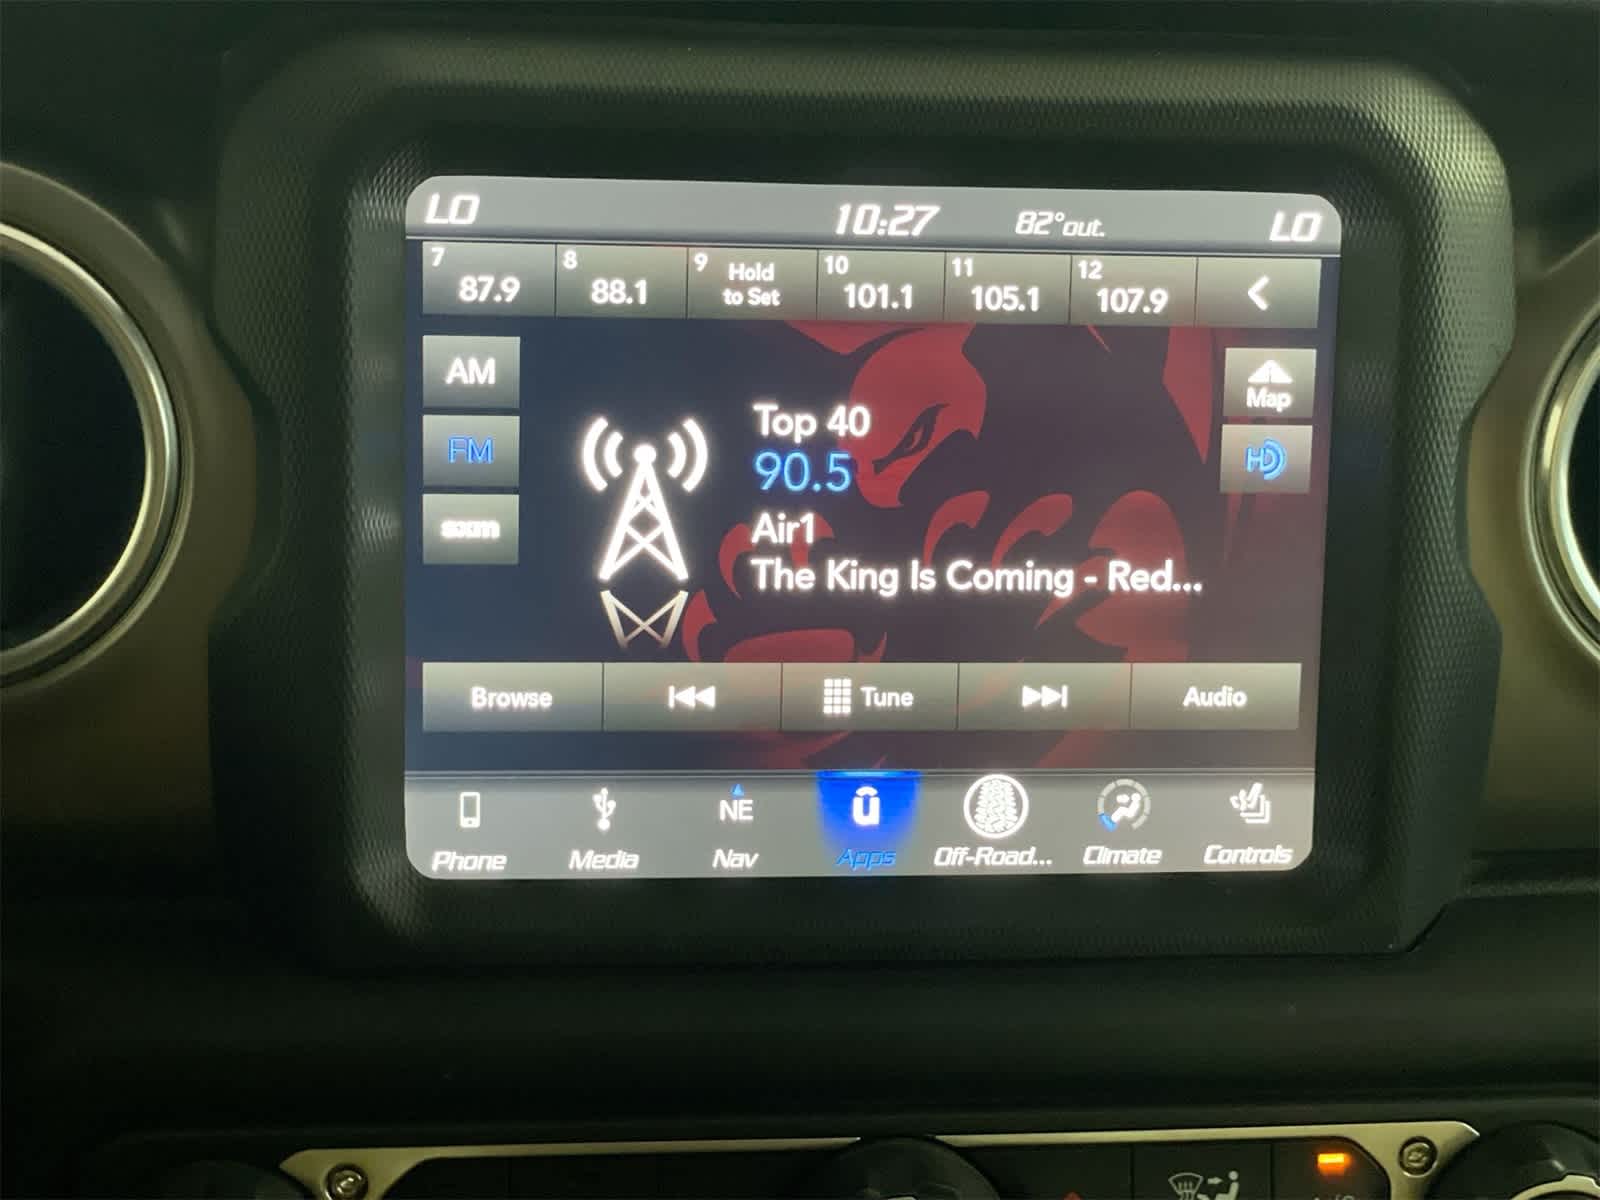 LO 10:27 82°out. LO
7 87.9 8 88.1 9 Hold to Set 10 101.1 11 105.1 12 107.9
AM
FM
sxm
Top 40
90.5
Air1
The King Is Coming - Red...
Map
HD
Browse Tune Audio
NE
Phone Media Nav Apps Off-Road... Climate Controls